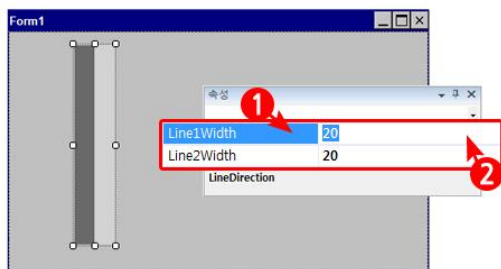 Form1
속성
1
Line1Width 20
Line2Width 20
2
LineDirection